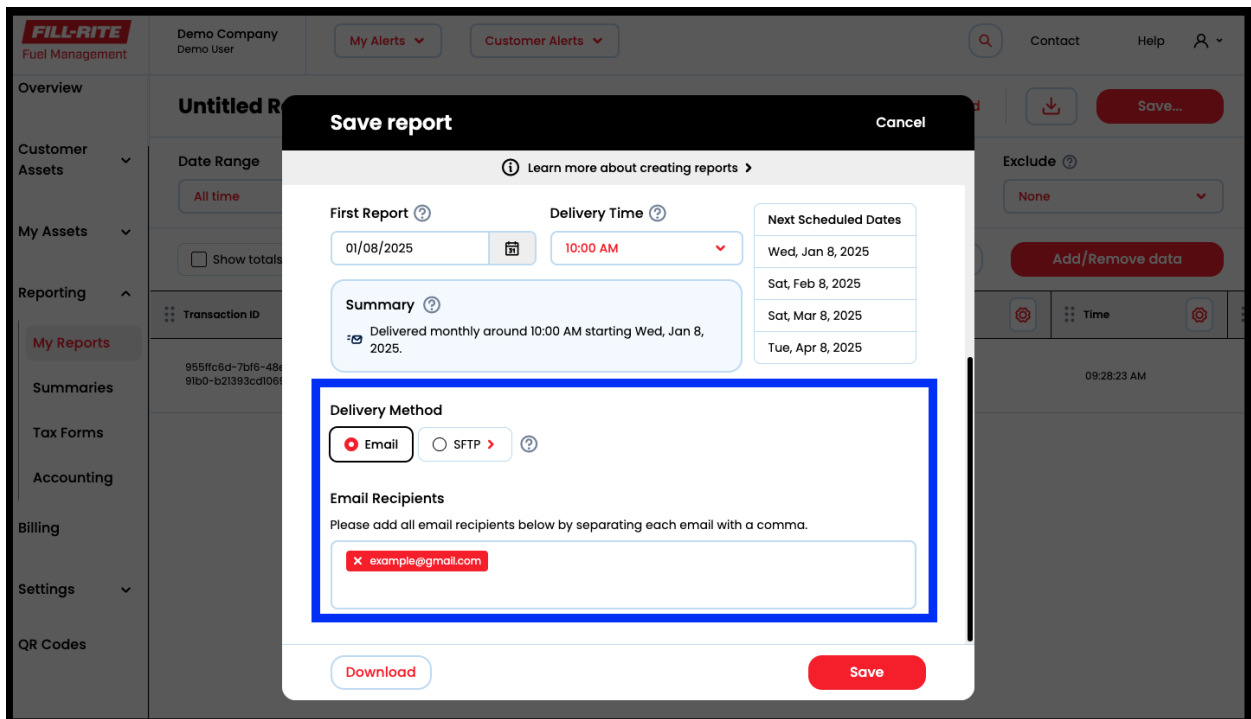 FILL-RITE
Fuel Management
Demo Company
Demo User
My Alerts
Customer Alerts
Contact
Help
Overview
Customer
Assets
My Assets
Reporting
My Reports
Summaries
Tax Forms
Accounting
Billing
Settings
QR Codes
Untitled
Save...
Date Range
All time
Exclude
None
Show totals
Add/Remove data
Transaction ID
Time
955ffc6d-7bf6-48e
91b0-b21393cd1069
09:28:23 AM
Save report
Cancel
Learn more about creating reports
First Report
Delivery Time
01/08/2025
31
10:00 AM
Next Scheduled Dates
Wed, Jan 8, 2025
Sat, Feb 8, 2025
Sat, Mar 8, 2025
Tue, Apr 8, 2025
Summary
Delivered monthly around 10:00 AM starting Wed, Jan 8,
2025.
Delivery Method
Email
SFTP
Email Recipients
Please add all email recipients below by separating each email with a comma.
example@gmail.com
Download
Save